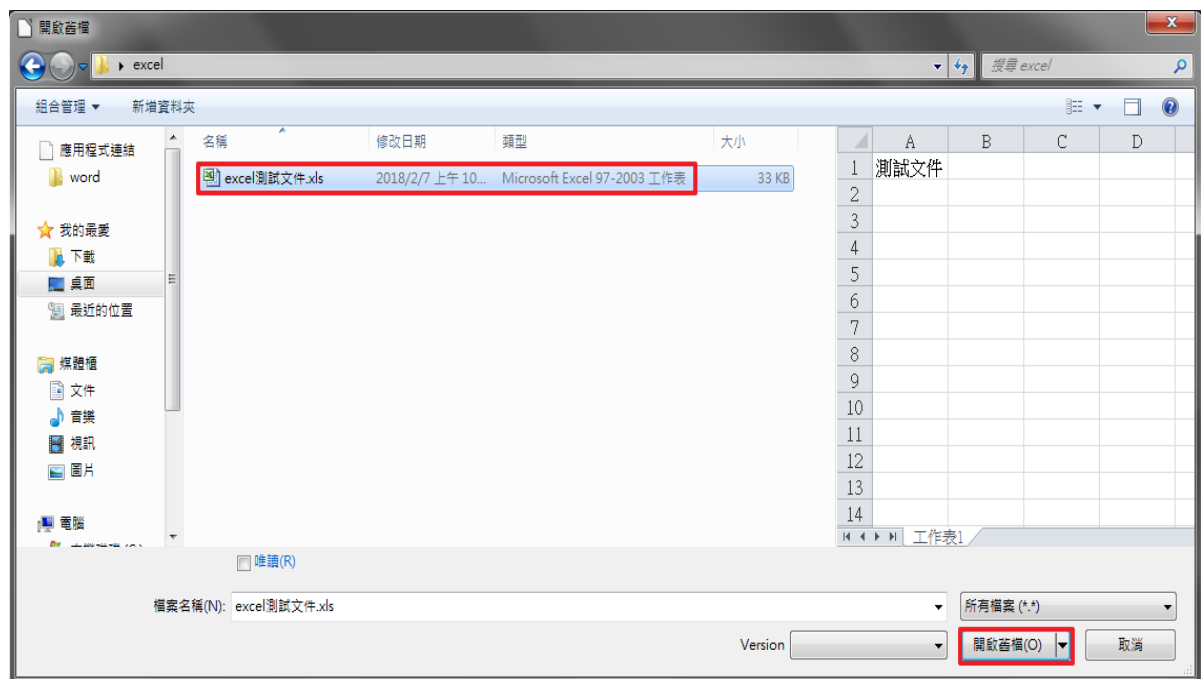 開啟舊檔
excel
搜尋 excel
組合管理
新增資料夾
應用程式連結
word
我的最愛
下載
桌面
最近的位置
媒體櫃
文件
音樂
視訊
圖片
電腦
名稱 修改日期 類型 大小
excel測試文件.xls 2018/2/7 上午 10... Microsoft Excel 97-2003 工作表 33 KB
A B C D
1 測試文件
2
3
4
5
6
7
8
9
10
11
12
13
14
工作表1
唯讀(R)
檔案名稱(N): excel測試文件.xls 所有檔案 (*.*)
Version 開啟舊檔(O) 取消